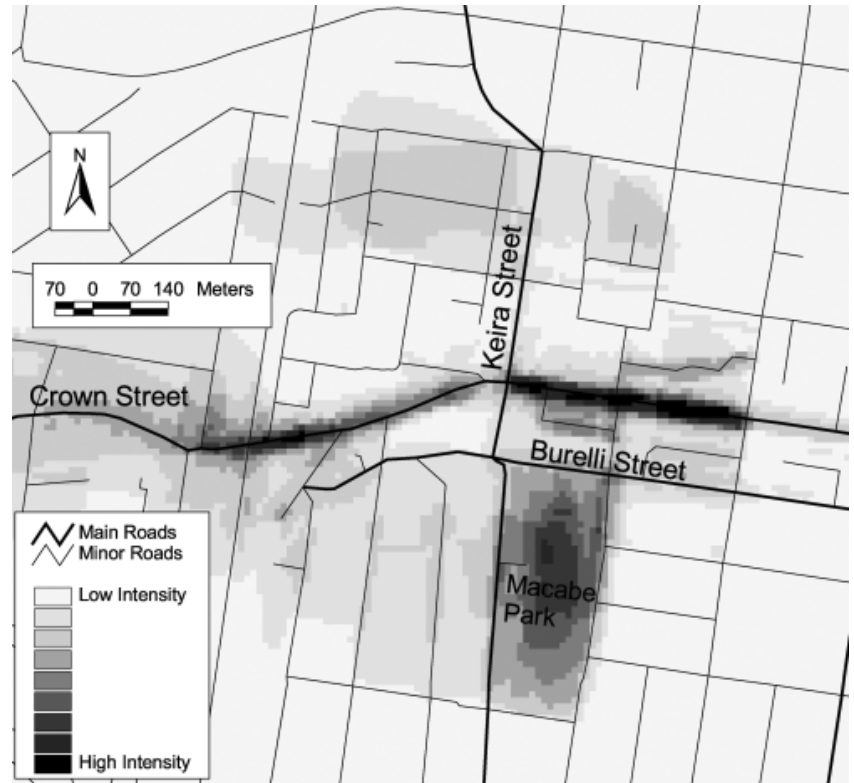 N
70 0 70 140 Meters
Keira Street
Crown Street
Burelli Street
Macabe
Park
Main Roads
Minor Roads
Low Intensity
High Intensity